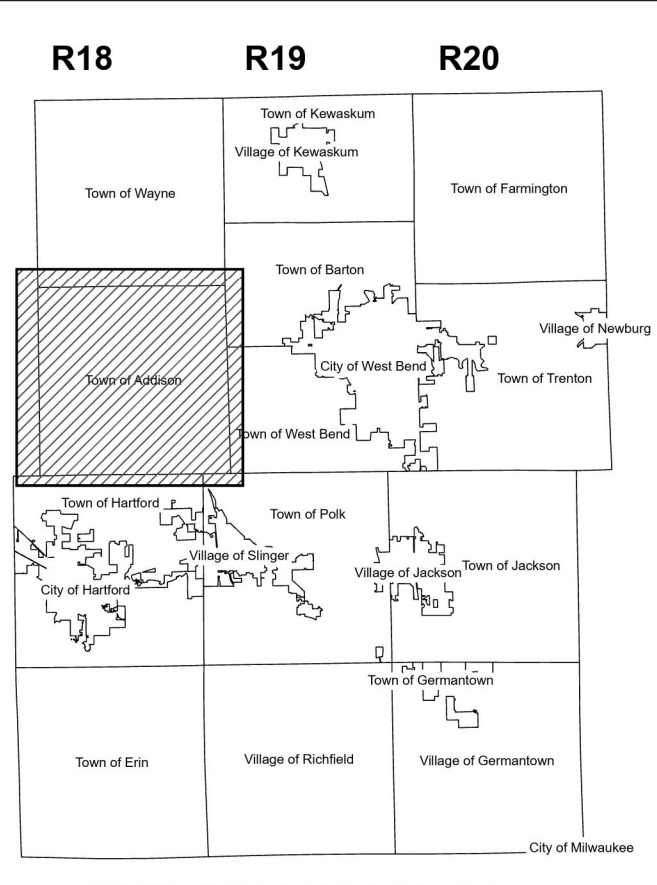 R18 R19 R20
Town of Kewaskum
Village of Kewaskum
Town of Wayne
Town of Farmington
Town of Barton
Village of Newburg
City of West Bend
Town of Addison
Town of Trenton
Town of West Bend
Town of Hartford
Town of Polk
Village of Slinger
Town of Jackson
Village of Jackson
City of Hartford
Town of Germantown
Town of Erin
Village of Richfield
Village of Germantown
City of Milwaukee